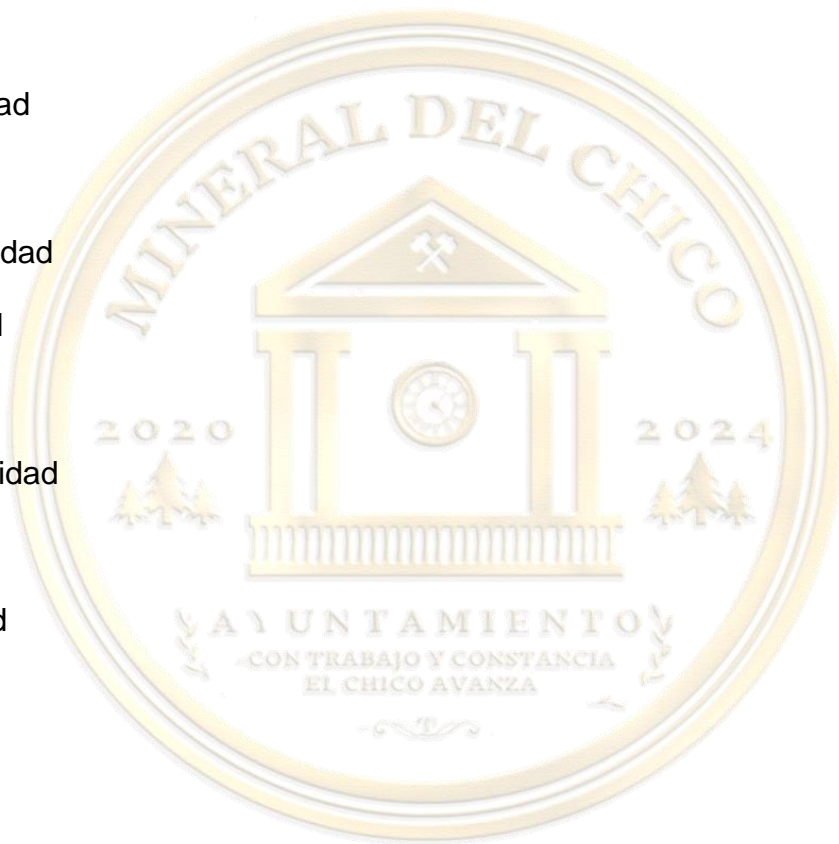 ad
MINERAL DEL CHICO
dad
l
2020 2024
idad
d
AYUNTAMIENTO
CON TRABAJO Y CONSTANCIA
EL CHICO AVANZA